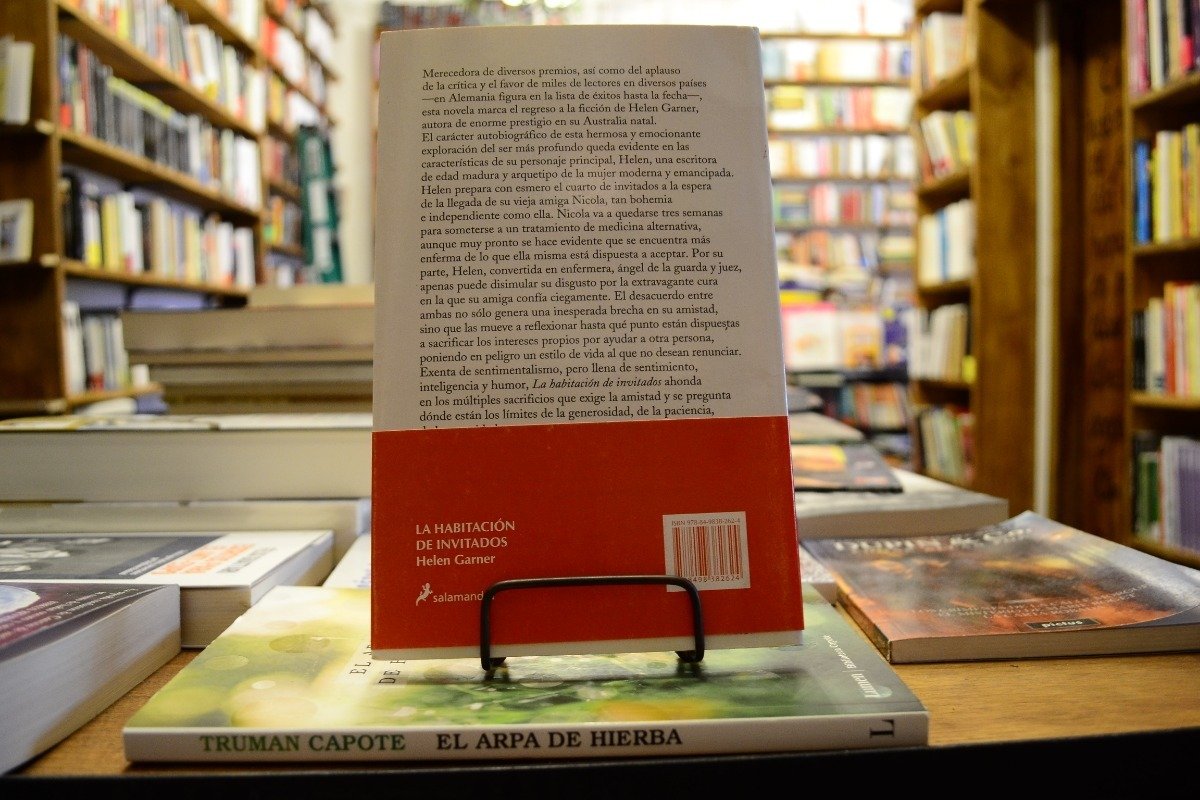 Merecedora de diversos premios, así como del aplauso
de la crítica y el favor de miles de lectores en diversos países
—en Alemania figura en la lista de éxitos hasta la fecha—,
esta novela marca el regreso a la ficción de Helen Garner,
autora de enorme prestigio en su Australia natal.
El carácter autobiográfico de esta hermosa y emocionante
exploración del ser más profundo queda evidente en las
características de su personaje principal, Helen, una escritora
de edad madura y arquetipo de la mujer moderna y emancipada.
Helen prepara con esmero el cuarto de invitados a la espera
de la llegada de su vieja amiga Nicola, tan bohemia
e independiente como ella. Nicola va a quedarse tres semanas
para someterse a un tratamiento de medicina alternativa,
aunque muy pronto se hace evidente que se encuentra más
enferma de lo que ella misma está dispuesta a aceptar. Por su
parte, Helen, convertida en enfermera, ángel de la guarda y juez,
apenas puede disimular su disgusto por la extravagante cura
en la que su amiga confía ciegamente. El desacuerdo entre
ambas no sólo genera una inesperada brecha en su amistad,
sino que las mueve a reflexionar hasta qué punto están dispuestas
a sacrificar los intereses propios por ayudar a otra persona,
poniendo en peligro un estilo de vida al que no desean renunciar.
Exenta de sentimentalismo, pero llena de sentimiento,
inteligencia y humor, La habitación de invitados ahonda
en los múltiples sacrificios que exige la amistad y se pregunta
dónde están los límites de la generosidad, de la paciencia,
LA HABITACIÓN
DE INVITADOS
Helen Garner
salamand
ISBN 978-84-9838-262-4
498382624
EL
DE
Lumen
pictus
TRUMAN CAPOTE EL ARPA DE HIERBA L